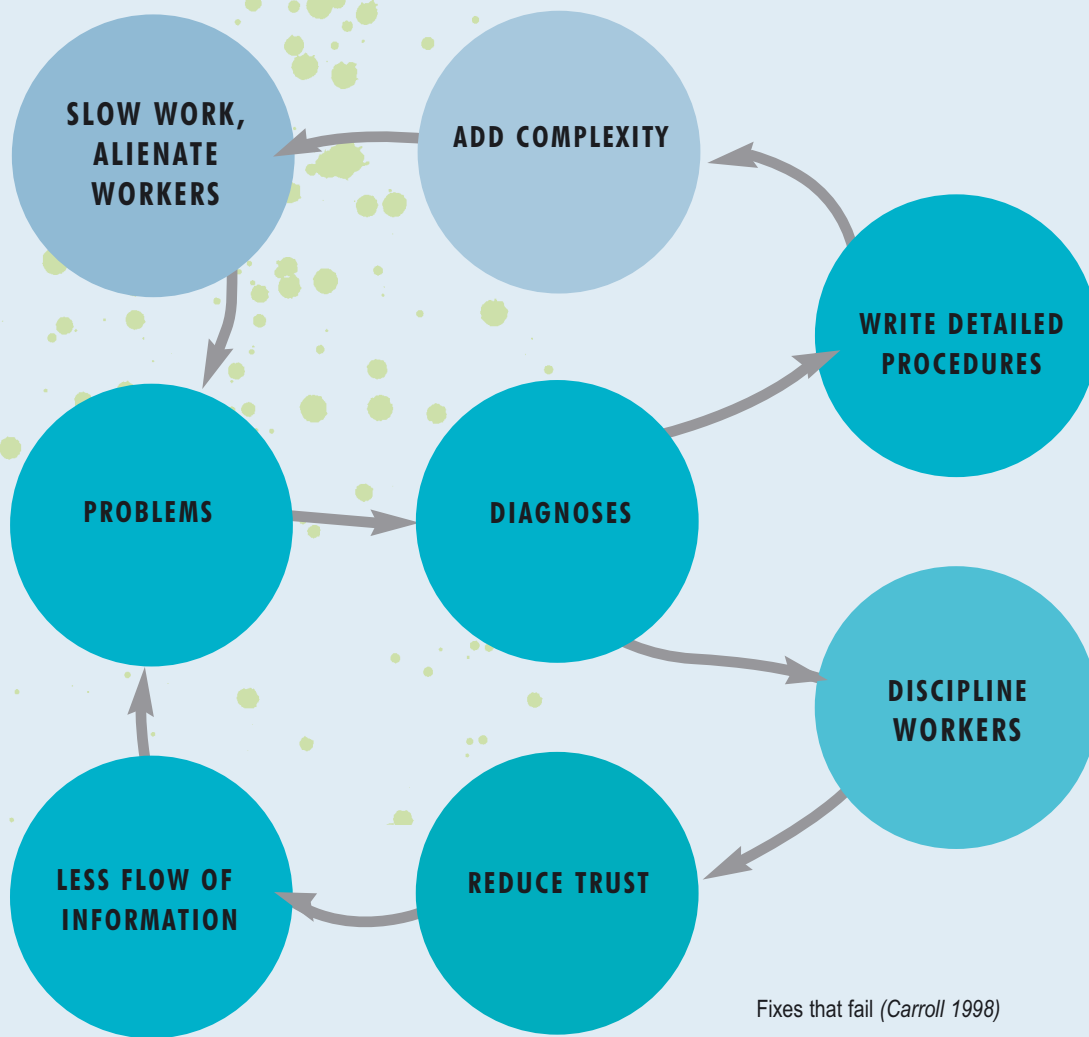 SLOW WORK,
ALIENATE
WORKERS
ADD COMPLEXITY
WRITE DETAILED
PROCEDURES
PROBLEMS
DIAGNOSES
DISCIPLINE
WORKERS
LESS FLOW OF
INFORMATION
REDUCE TRUST
Fixes that fail (Carroll 1998)